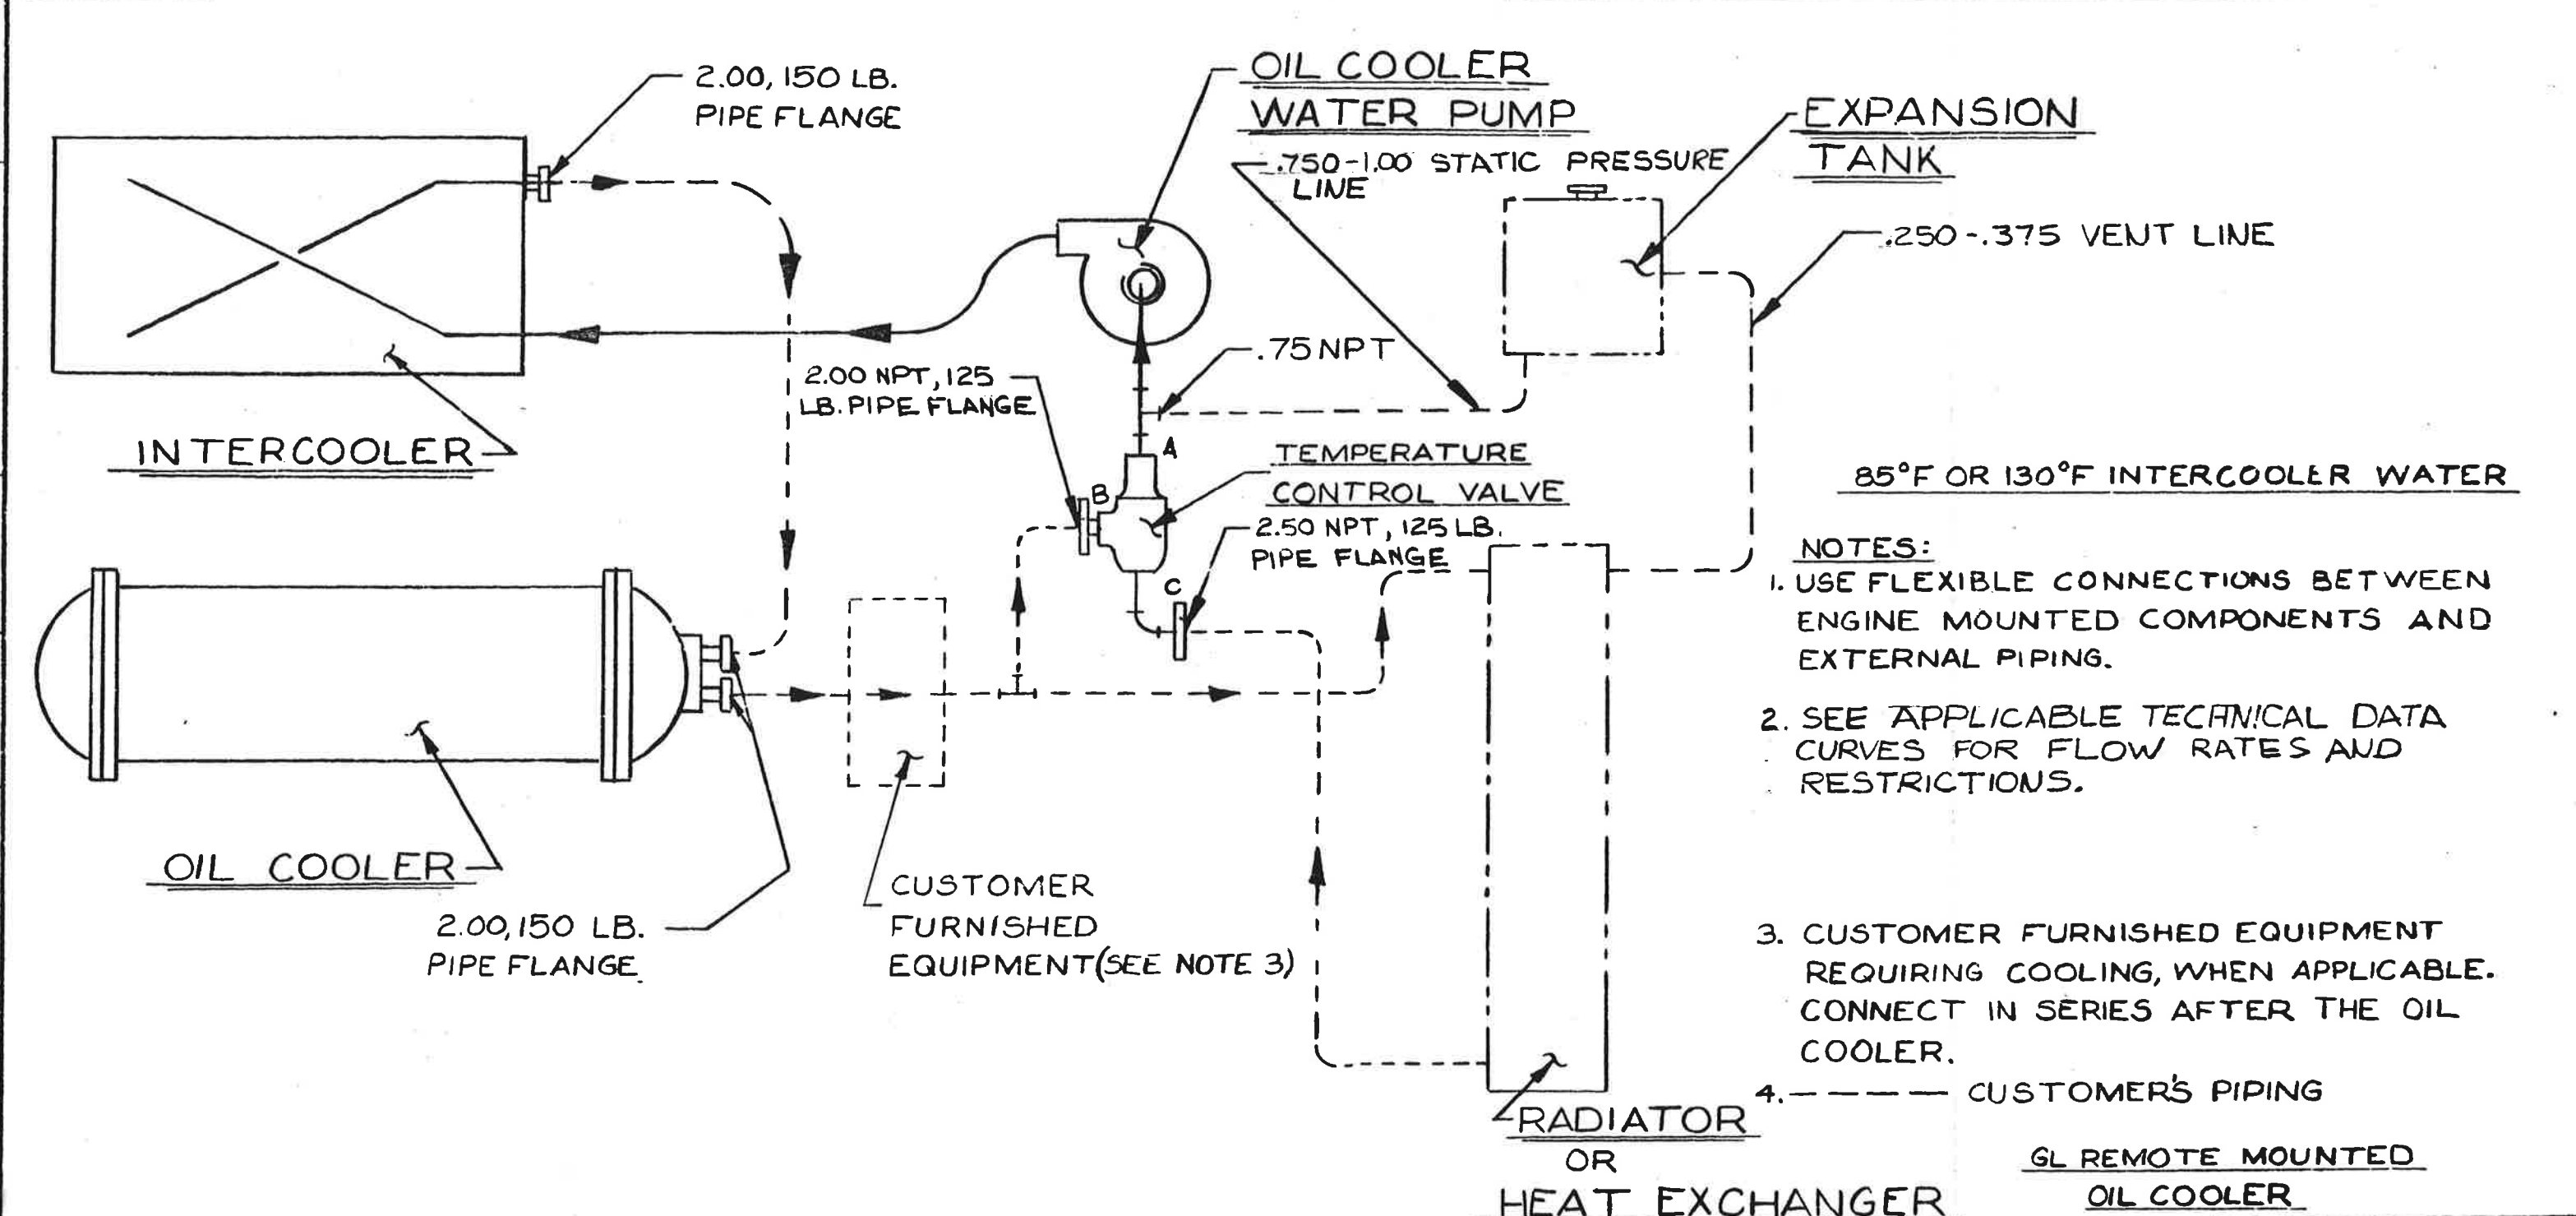 2.00, 150 LB.
PIPE FLANGE
OIL COOLER
WATER PUMP
.750-1.00 STATIC PRESSURE
LINE
EXPANSION
TANK
.250-.375 VENT LINE
.75 NPT
2.00 NPT, 125
LB. PIPE FLANGE
INTERCOOLER
A
B
TEMPERATURE
CONTROL VALVE
2.50 NPT, 125 LB.
PIPE FLANGE
C
OIL COOLER
2.00, 150 LB.
PIPE FLANGE
CUSTOMER
FURNISHED
EQUIPMENT (SEE NOTE 3)
RADIATOR
OR
HEAT EXCHANGER
85°F OR 130°F INTERCOOLER WATER
NOTES:
1. USE FLEXIBLE CONNECTIONS BETWEEN
ENGINE MOUNTED COMPONENTS AND
EXTERNAL PIPING.
2. SEE APPLICABLE TECHNICAL DATA
CURVES FOR FLOW RATES AND
RESTRICTIONS.
3. CUSTOMER FURNISHED EQUIPMENT
REQUIRING COOLING, WHEN APPLICABLE.
CONNECT IN SERIES AFTER THE OIL
COOLER.
4. ----- CUSTOMER'S PIPING
GL REMOTE MOUNTED
OIL COOLER